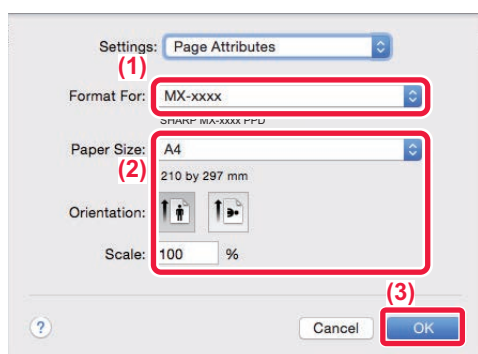 Settings: Page Attributes
(1)
Format For: MX-xxxx
SHARP MX-xxxx PPD
Paper Size: A4
(2)
210 by 297 mm
Orientation:
Scale: 100 %
(3)
? Cancel OK